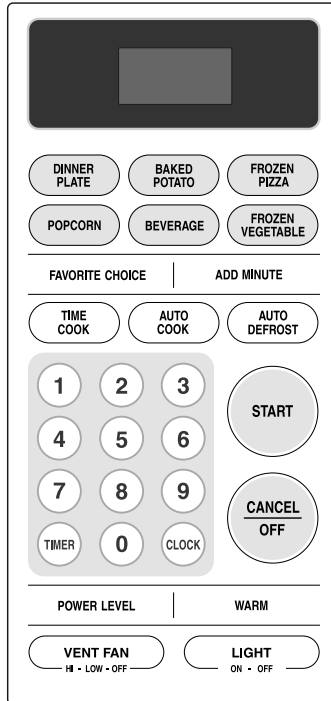 DINNER PLATE
BAKED POTATO
FROZEN PIZZA
POPCORN
BEVERAGE
FROZEN VEGETABLE
FAVORITE CHOICE
ADD MINUTE
TIME COOK
AUTO COOK
AUTO DEFROST
1 2 3
START
4 5 6
7 8 9
CANCEL
OFF
TIMER 0 CLOCK
POWER LEVEL
WARM
VENT FAN
HI - LOW - OFF
LIGHT
ON - OFF